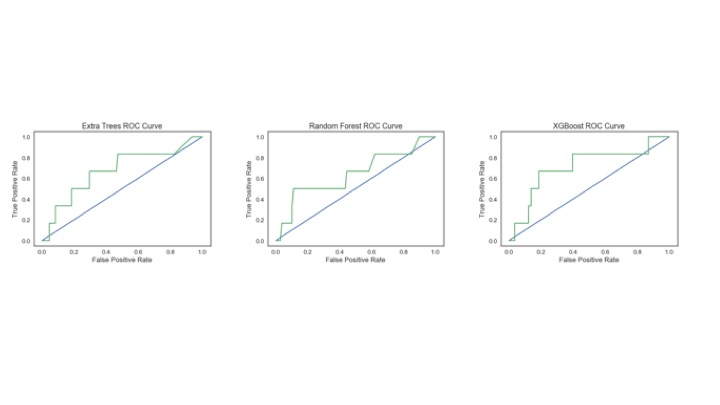 Extra Trees ROC Curve
1.0
0.8
0.6
0.4
0.2
0.0
True Positive Rate
0.0 0.2 0.4 0.6 0.8 1.0
False Positive Rate
Random Forest ROC Curve
1.0
0.8
0.6
0.4
0.2
0.0
True Positive Rate
0.0 0.2 0.4 0.6 0.8 1.0
False Positive Rate
XGBoost ROC Curve
1.0
0.8
0.6
0.4
0.2
0.0
True Positive Rate
0.0 0.2 0.4 0.6 0.8 1.0
False Positive Rate